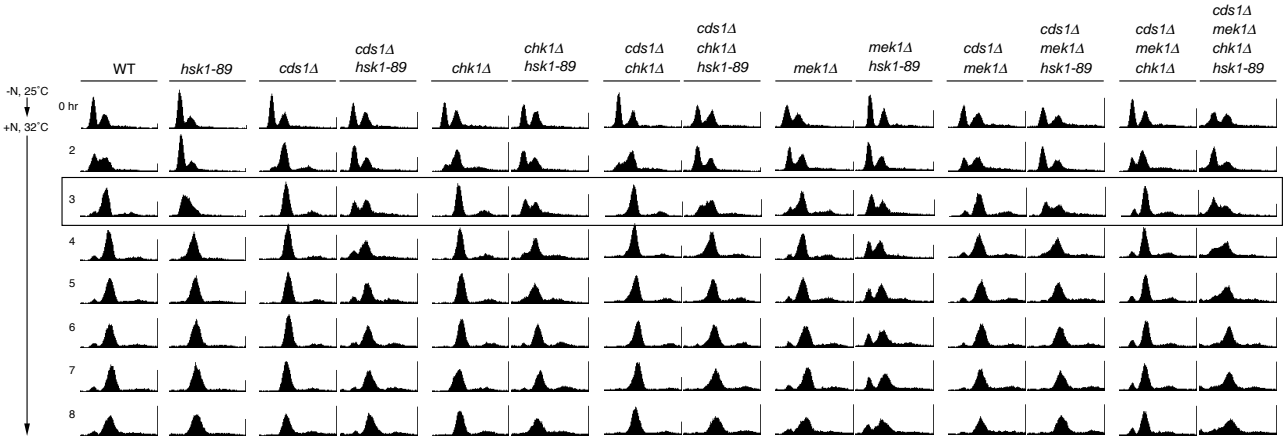 WT
hsk1-89
cds1Δ
cds1Δ
hsk1-89
chk1Δ
chk1Δ
hsk1-89
cds1Δ
chk1Δ
cds1Δ
chk1Δ
hsk1-89
mek1Δ
mek1Δ
hsk1-89
cds1Δ
mek1Δ
cds1Δ
mek1Δ
hsk1-89
cds1Δ
mek1Δ
chk1Δ
cds1Δ
mek1Δ
chk1Δ
hsk1-89
-N, 25˚C
0 hr
+N, 32˚C
2
3
4
5
6
7
8